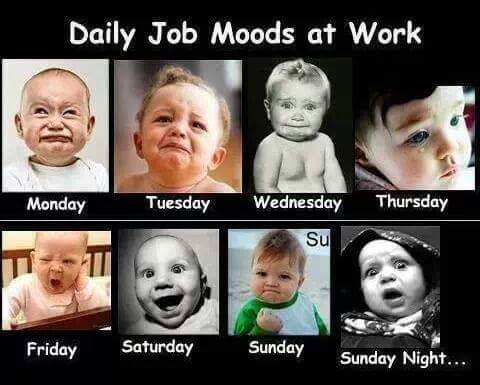 Daily Job Moods at Work
Monday
Tuesday
Wednesday
Thursday
Su
Friday
Saturday
Sunday
Sunday Night...